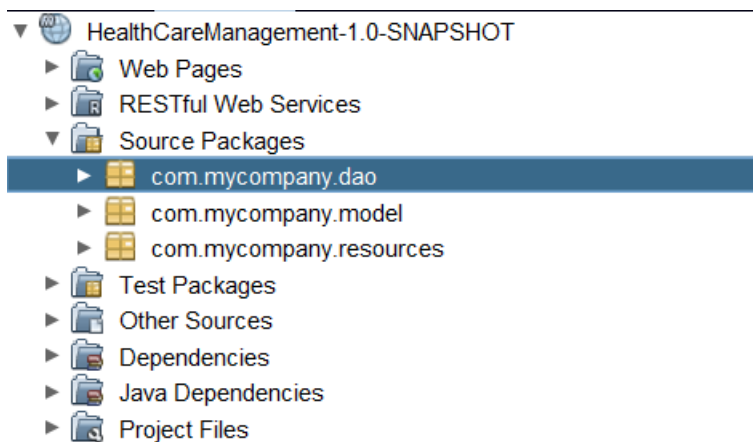 HealthCareManagement-1.0-SNAPSHOT
Web Pages
RESTful Web Services
Source Packages
com.mycompany.dao
com.mycompany.model
com.mycompany.resources
Test Packages
Other Sources
Dependencies
Java Dependencies
Project Files